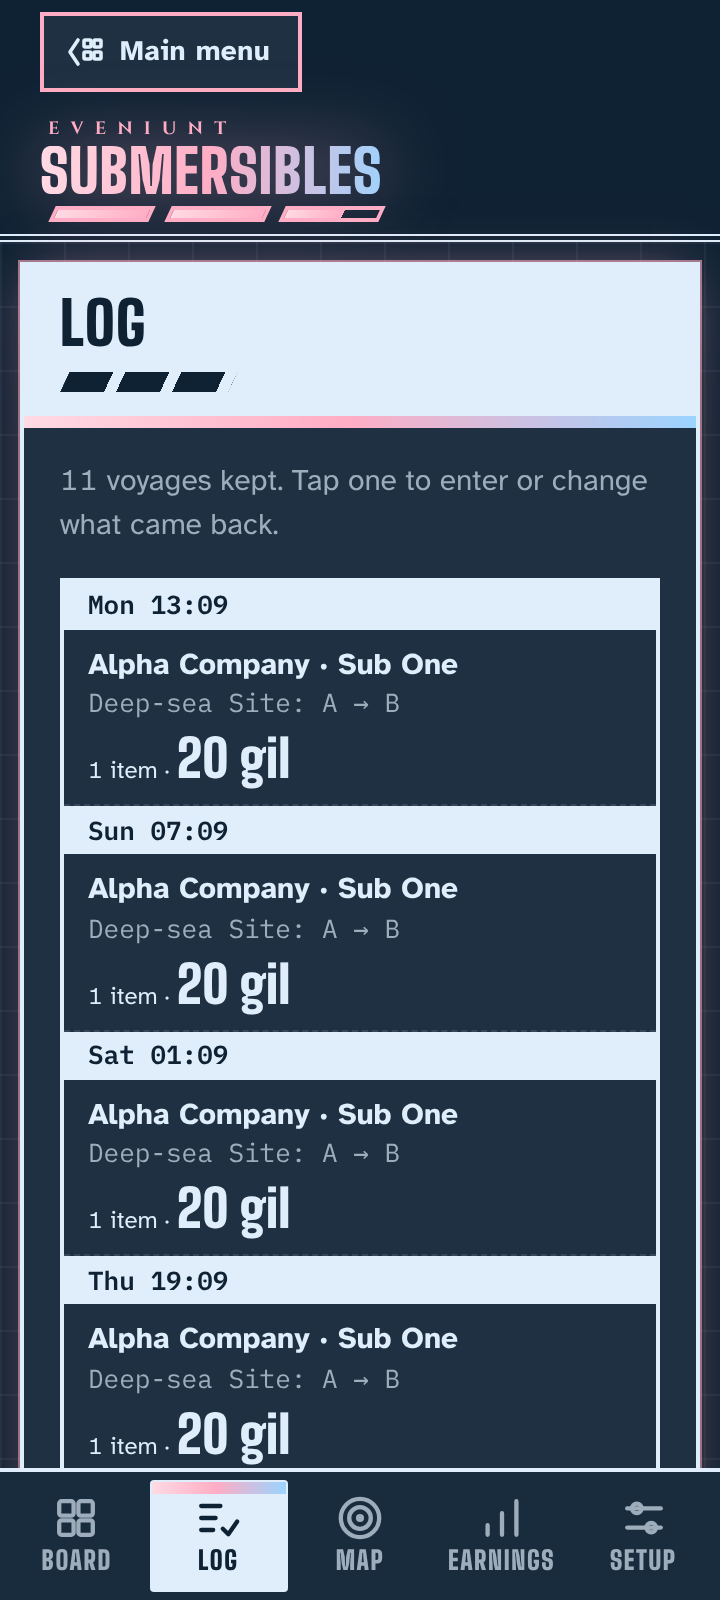 Main menu
EVENIUNT
SUBMERSIBLES
LOG
11 voyages kept. Tap one to enter or change
what came back.
Mon 13:09
Alpha Company · Sub One
Deep-sea Site: A → B
1 item · 20 gil
Sun 07:09
Alpha Company · Sub One
Deep-sea Site: A → B
1 item · 20 gil
Sat 01:09
Alpha Company · Sub One
Deep-sea Site: A → B
1 item · 20 gil
Thu 19:09
Alpha Company · Sub One
Deep-sea Site: A → B
1 item · 20 gil
BOARD LOG MAP EARNINGS SETUP